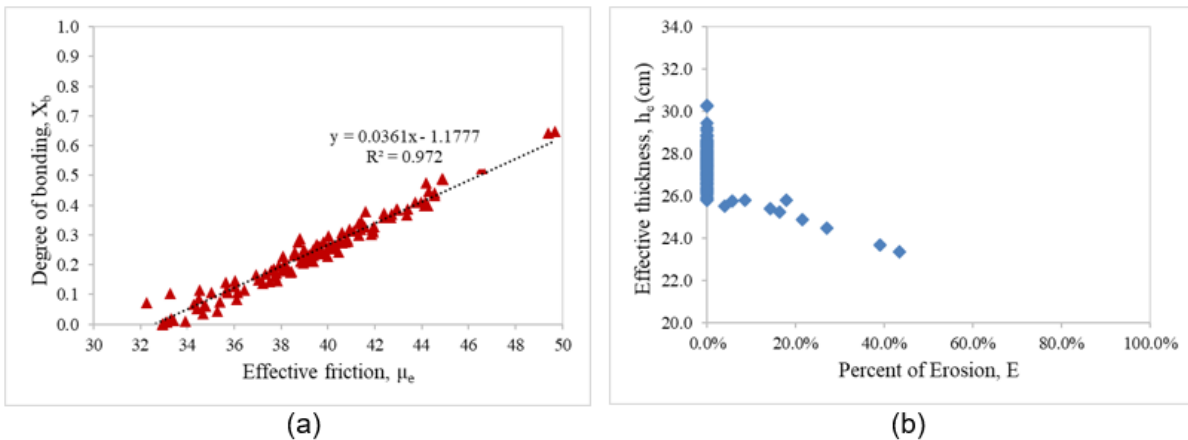 1.0
0.9
0.8
0.7
0.6
0.5
0.4
0.3
0.2
0.1
0.0
Degree of bonding, X_b
y = 0.0361x - 1.1777
R² = 0.972
30 32 34 36 38 40 42 44 46 48 50
Effective friction, μ_e
(a)
34.0
32.0
30.0
28.0
26.0
24.0
22.0
20.0
Effective thickness, h_e (cm)
0.0% 20.0% 40.0% 60.0% 80.0% 100.0%
Percent of Erosion, E
(b)